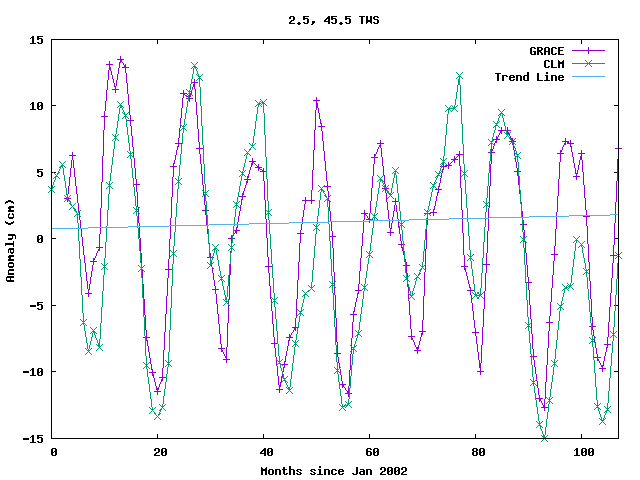 2.5, 45.5 TWS
GRACE
CLM
Trend Line
15
10
5
0
-5
-10
-15
Anomaly (cm)
0 20 40 60 80 100
Months since Jan 2002